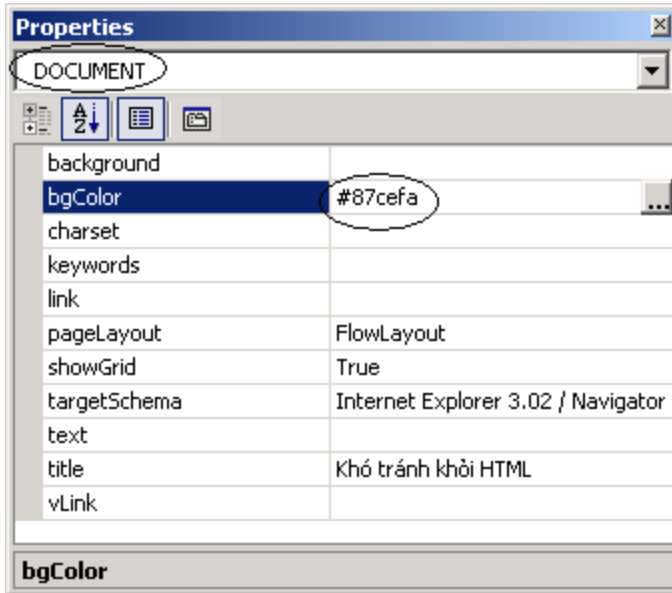 Properties
DOCUMENT
background
bgColor #87cefa ...
charset
keywords
link
pageLayout FlowLayout
showGrid True
targetSchema Internet Explorer 3.02 / Navigator
text
title Khó tránh khỏi HTML
vLink
bgColor